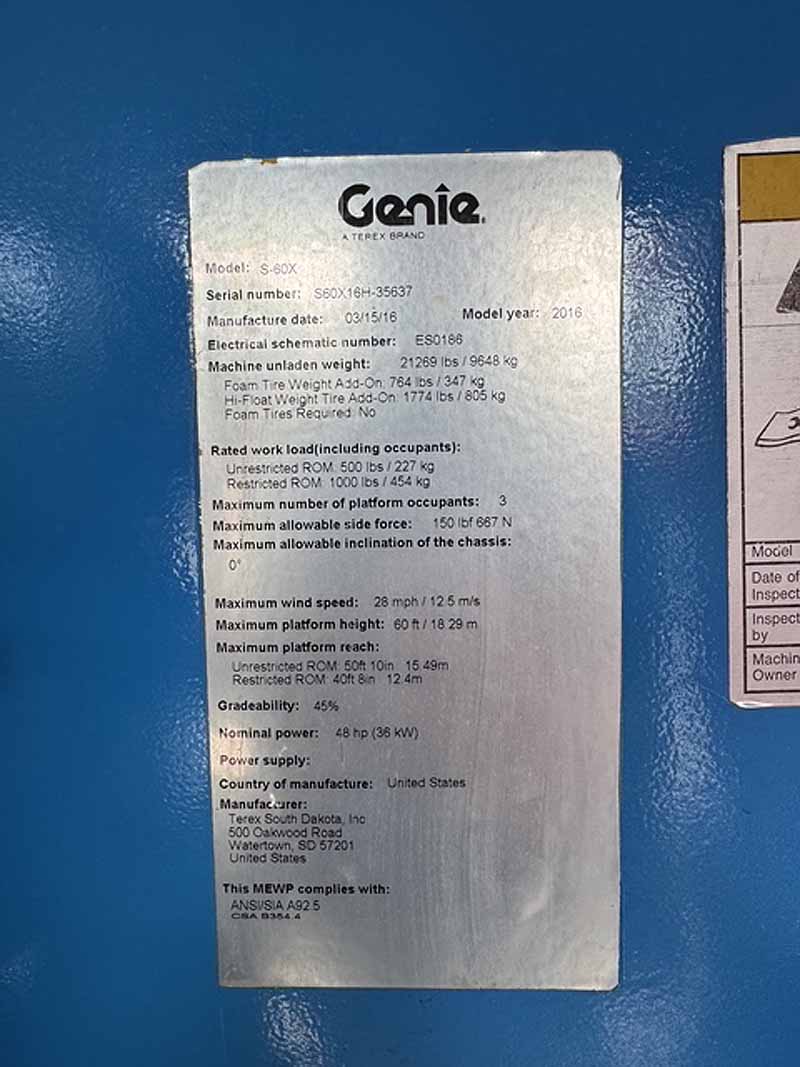 Genie
A TEREX BRAND
Model: S-60X
Serial number: S60X16H-35637
Manufacture date: 03/15/16 Model year: 2016
Electrical schematic number: ES0186
Machine unladen weight: 21269 lbs / 9648 kg
Foam Tire Weight Add-On: 764 lbs / 347 kg
Hi-Float Weight Tire Add-On: 1774 lbs / 805 kg
Foam Tires Required: No
Rated work load(including occupants):
Unrestricted ROM: 500 lbs / 227 kg
Restricted ROM: 1000 lbs / 454 kg
Maximum number of platform occupants: 3
Maximum allowable side force: 150 lbf 667 N
Maximum allowable inclination of the chassis:
0°
Maximum wind speed: 28 mph / 12.5 m/s
Maximum platform height: 60 ft / 18.29 m
Maximum platform reach:
Unrestricted ROM: 50ft 10in 15.49m
Restricted ROM: 40ft 8in 12.4m
Gradeability: 45%
Nominal power: 48 hp (36 kW)
Power supply:
Country of manufacture: United States
Manufacturer:
Terex South Dakota, Inc
500 Oakwood Road
Watertown, SD 57201
United States
This MEWP complies with:
ANSI/SIA A92.5
CSA B354.4
Model
Date of
Inspect
Inspect
by
Machin
Owner